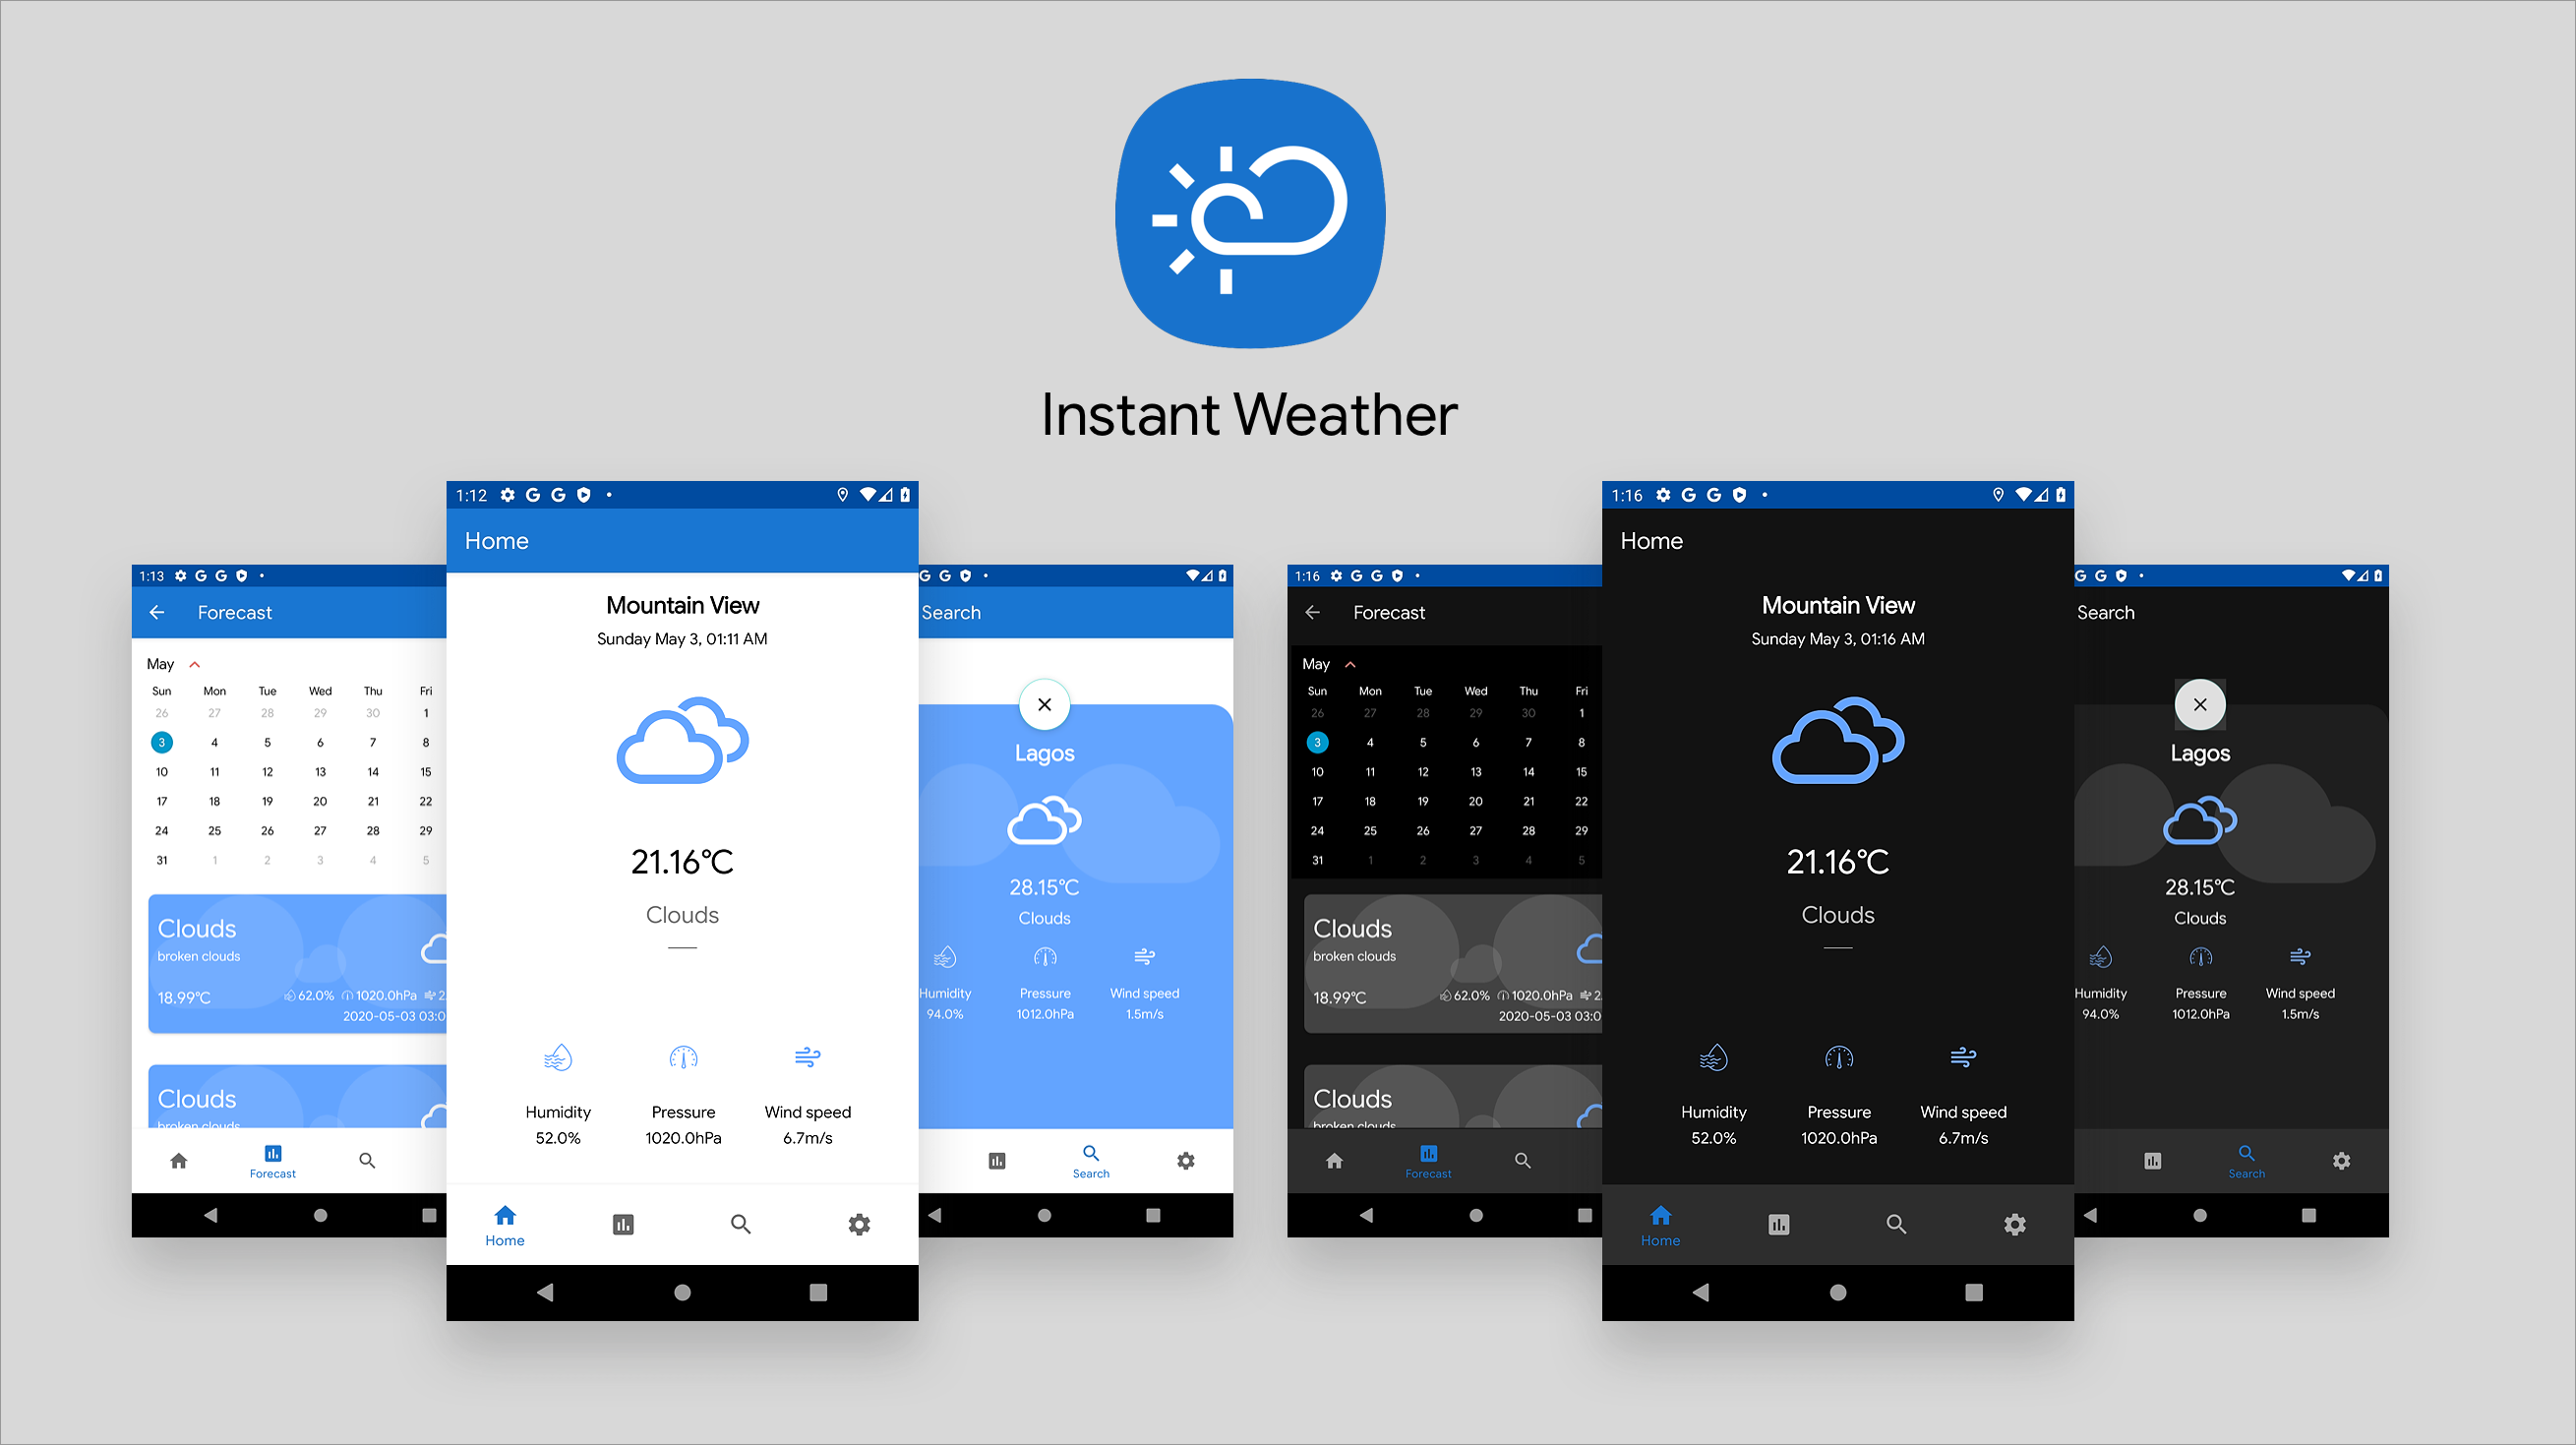 Instant Weather
1:13
Forecast
May
Sun Mon Tue Wed Thu Fri
26 27 28 29 30 1
3 4 5 6 7 8
10 11 12 13 14 15
17 18 19 20 21 22
24 25 26 27 28 29
31 1 2 3 4 5
Clouds
broken clouds
18.99°C 62.0% 1020.0hPa 2
2020-05-03 03:0
Clouds
broken clouds
Forecast
1:12
Home
Mountain View
Sunday May 3, 01:11 AM
21.16°C
Clouds
Humidity Pressure Wind speed
52.0% 1020.0hPa 6.7m/s
Home
Search
Lagos
28.15°C
Clouds
Humidity Pressure Wind speed
94.0% 1012.0hPa 1.5m/s
Search
1:16
Forecast
May
Sun Mon Tue Wed Thu Fri
26 27 28 29 30 1
3 4 5 6 7 8
10 11 12 13 14 15
17 18 19 20 21 22
24 25 26 27 28 29
31 1 2 3 4 5
Clouds
broken clouds
18.99°C 62.0% 1020.0hPa 2
2020-05-03 03:0
Clouds
broken clouds
Forecast
1:16
Home
Mountain View
Sunday May 3, 01:16 AM
21.16°C
Clouds
Humidity Pressure Wind speed
52.0% 1020.0hPa 6.7m/s
Home
Search
Lagos
28.15°C
Clouds
Humidity Pressure Wind speed
94.0% 1012.0hPa 1.5m/s
Search